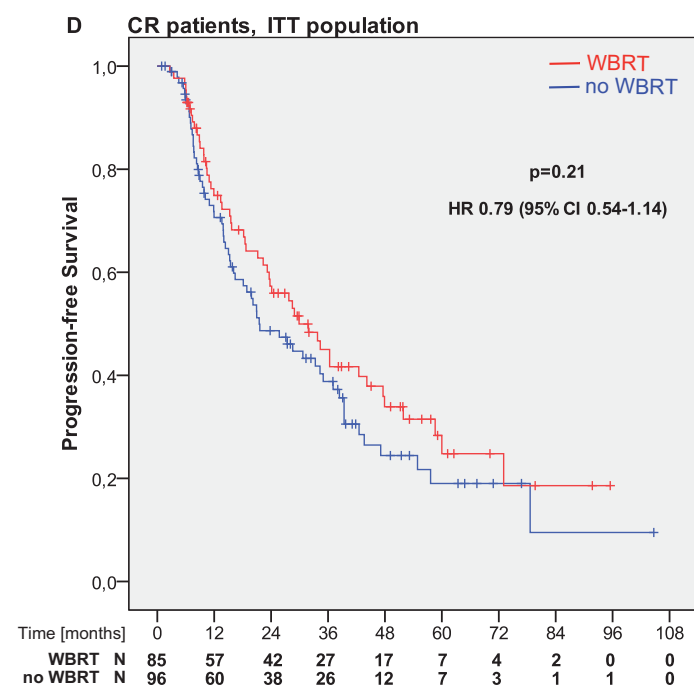 D CR patients, ITT population
WBRT
no WBRT
p=0.21
HR 0.79 (95% CI 0.54-1.14)
Progression-free Survival
1,0
0,8
0,6
0,4
0,2
0,0
Time [months] 0 12 24 36 48 60 72 84 96 108
WBRT N 85 57 42 27 17 7 4 2 0 0
no WBRT N 96 60 38 26 12 7 3 1 1 0